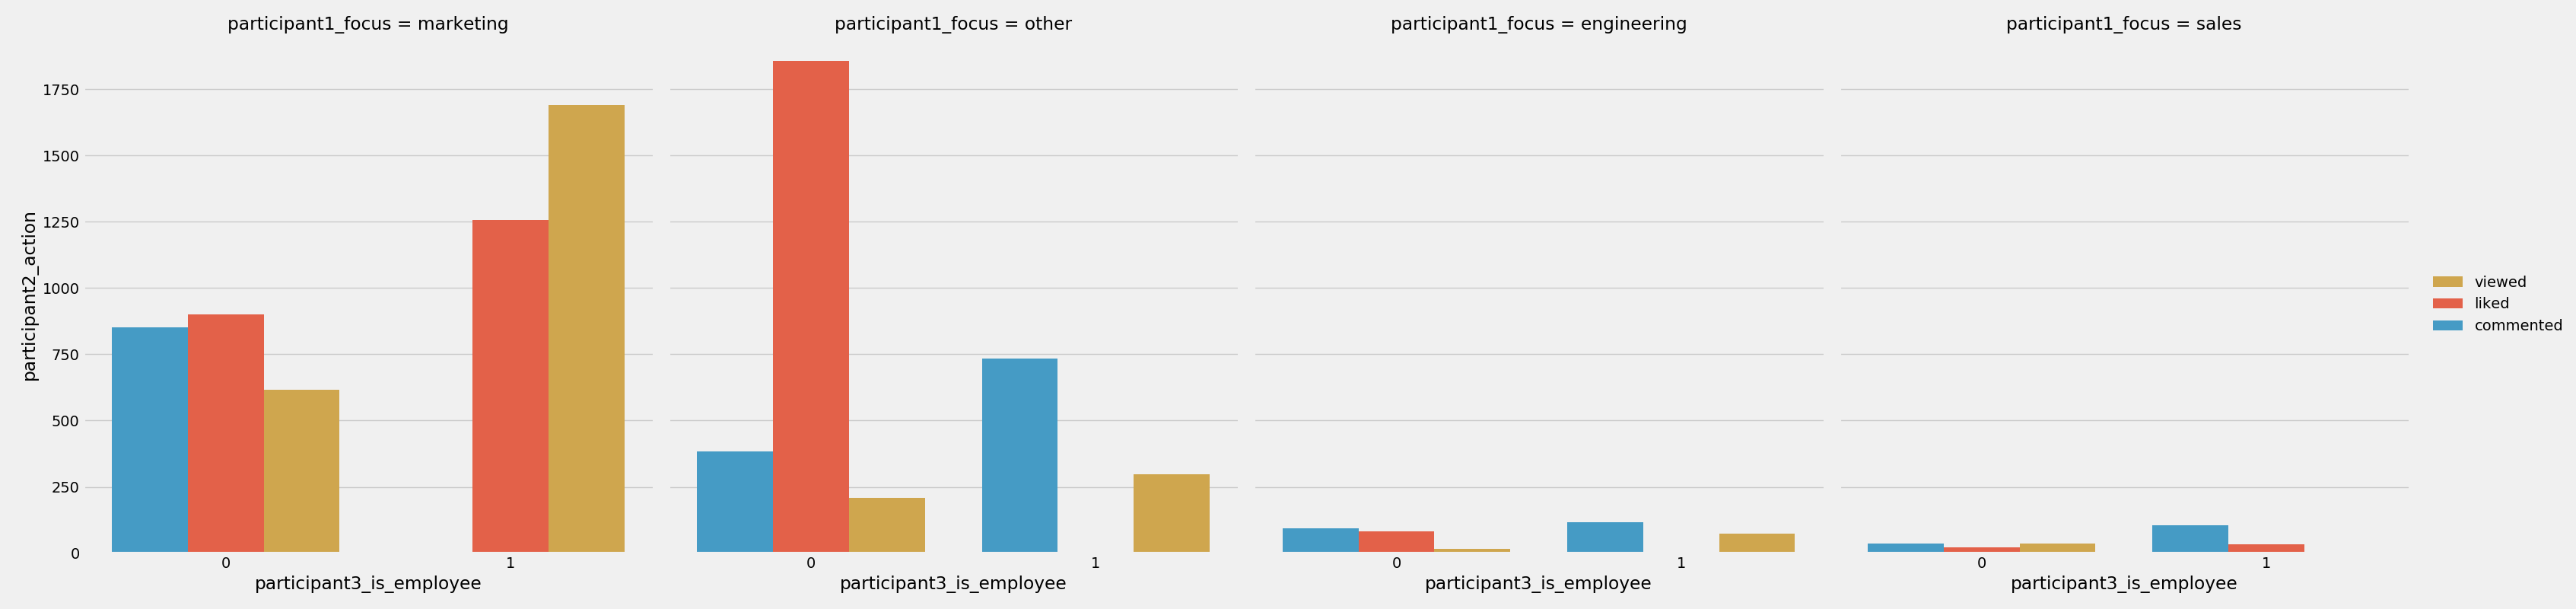 participant1_focus = marketing
participant1_focus = other
participant1_focus = engineering
participant1_focus = sales
participant2_action
1750
1500
1250
1000
750
500
250
0
0 1
0 1
0 1
0 1
participant3_is_employee
participant3_is_employee
participant3_is_employee
participant3_is_employee
viewed
liked
commented